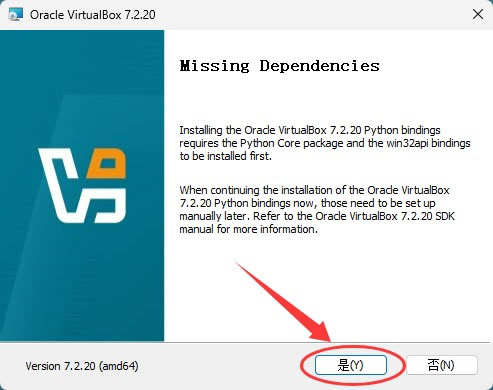 Oracle VirtualBox 7.2.20
Missing Dependencies
Installing the Oracle VirtualBox 7.2.20 Python bindings
requires the Python Core package and the win32api bindings
to be installed first.
When continuing the installation of the Oracle VirtualBox
7.2.20 Python bindings now, those need to be set up
manually later. Refer to the Oracle VirtualBox 7.2.20 SDK
manual for more information.
Version 7.2.20 (amd64)
是(Y)
否(N)